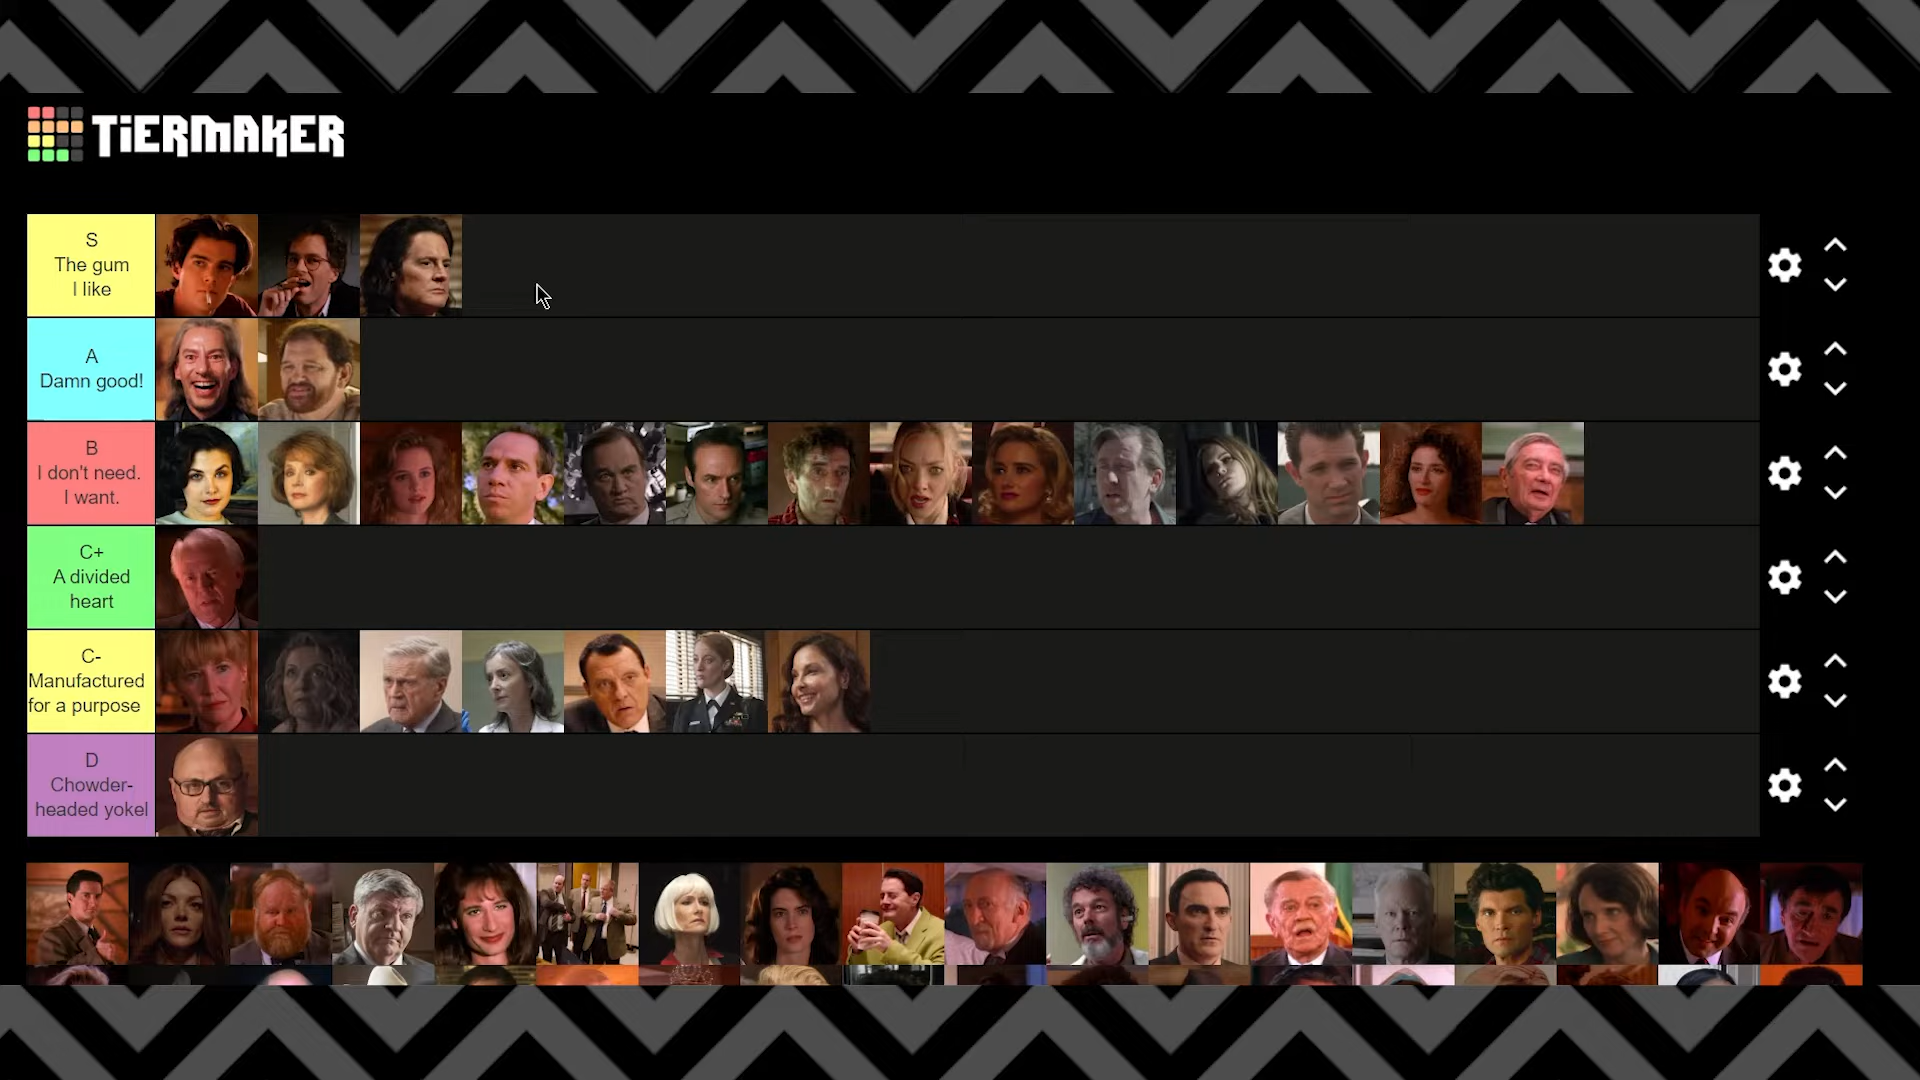 TiERMAKER
S
The gum
I like
A
Damn good!
B
I don't need.
I want.
C+
A divided
heart
C-
Manufactured
for a purpose
D
Chowder-
headed yokel